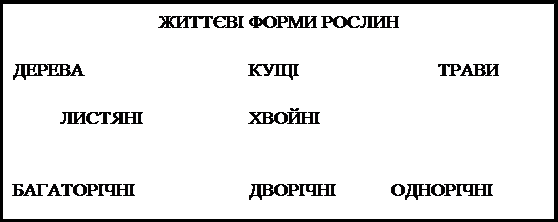 ЖИТТЄВІ ФОРМИ РОСЛИН
ДЕРЕВА КУЩІ ТРАВИ
ЛИСТЯНІ ХВОЙНІ
БАГАТОРІЧНІ ДВОРІЧНІ ОДНОРІЧНІ